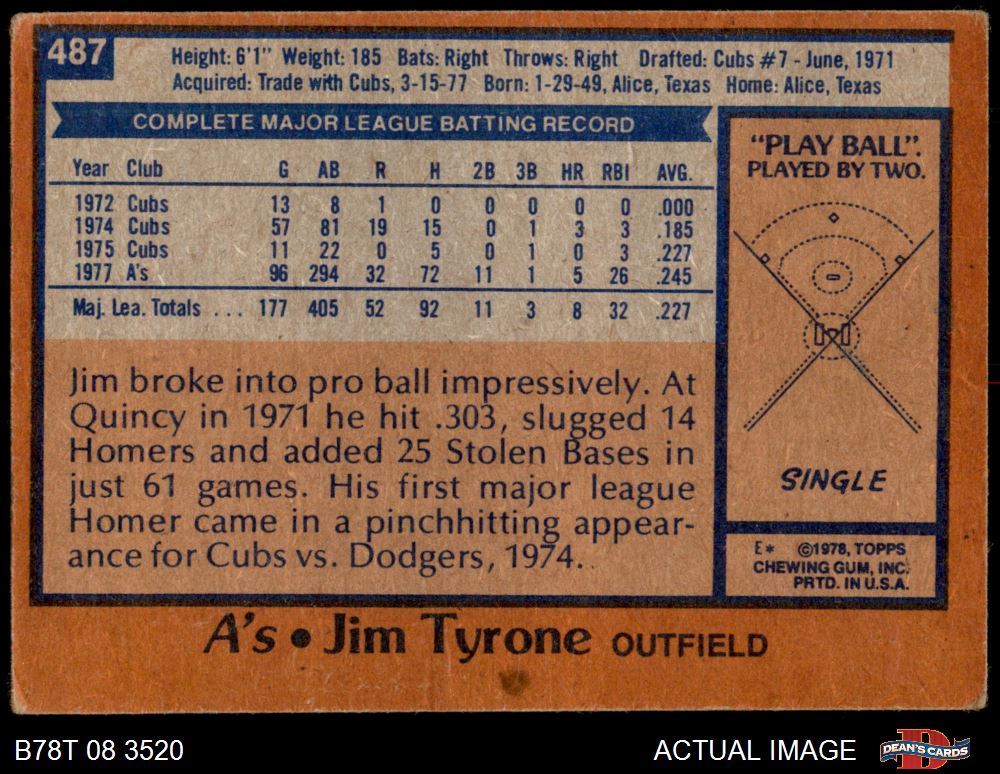 487
Height: 6'1" Weight: 185 Bats: Right Throws: Right Drafted: Cubs #7 - June, 1971
Acquired: Trade with Cubs, 3-15-77 Born: 1-29-49, Alice, Texas Home: Alice, Texas
COMPLETE MAJOR LEAGUE BATTING RECORD
Year Club G AB R H 2B 3B HR RBI AVG.
1972 Cubs 13 8 1 0 0 0 0 0 .000
1974 Cubs 57 81 19 15 0 1 3 3 .185
1975 Cubs 11 22 0 5 0 1 0 3 .227
1977 A's 96 294 32 72 11 1 5 26 .245
Maj. Lea. Totals ... 177 405 52 92 11 3 8 32 .227
Jim broke into pro ball impressively. At
Quincy in 1971 he hit .303, slugged 14
Homers and added 25 Stolen Bases in
just 61 games. His first major league
Homer came in a pinchhitting appear-
ance for Cubs vs. Dodgers, 1974.
"PLAY BALL".
PLAYED BY TWO.
SINGLE
E* ©1978, TOPPS
CHEWING GUM, INC.
PRTD. IN U.S.A.
A's • Jim Tyrone OUTFIELD
B78T 08 3520
ACTUAL IMAGE
DEAN'S CARDS